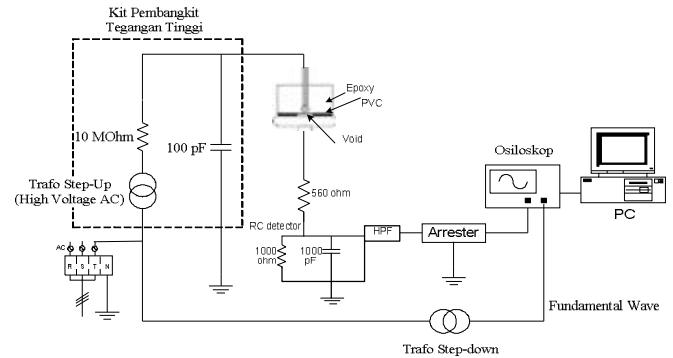 Kit Pembangkit
Tegangan Tinggi
10 MOhm
100 pF
Trafo Step-Up
(High Voltage AC)
AC
R S T N
Epoxy
PVC
Void
560 ohm
RC detector
1000
ohm
1000
pF
HPF
Arrester
Osiloskop
PC
Fundamental Wave
Trafo Step-down